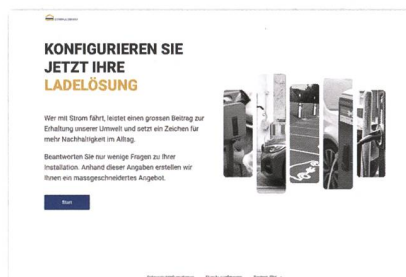 KONFIGURIEREN SIE
JETZT IHRE
LADELÖSUNG
Wer mit Strom fährt, leistet einen grossen Beitrag zur
Erhaltung unserer Umwelt und setzt ein Zeichen für
mehr Nachhaltigkeit im Alltag.
Beantworten Sie nur wenige Fragen zu Ihrer
Installation. Anhand dieser Angaben erstellen wir
Ihnen ein massgeschneidertes Angebot.
Start